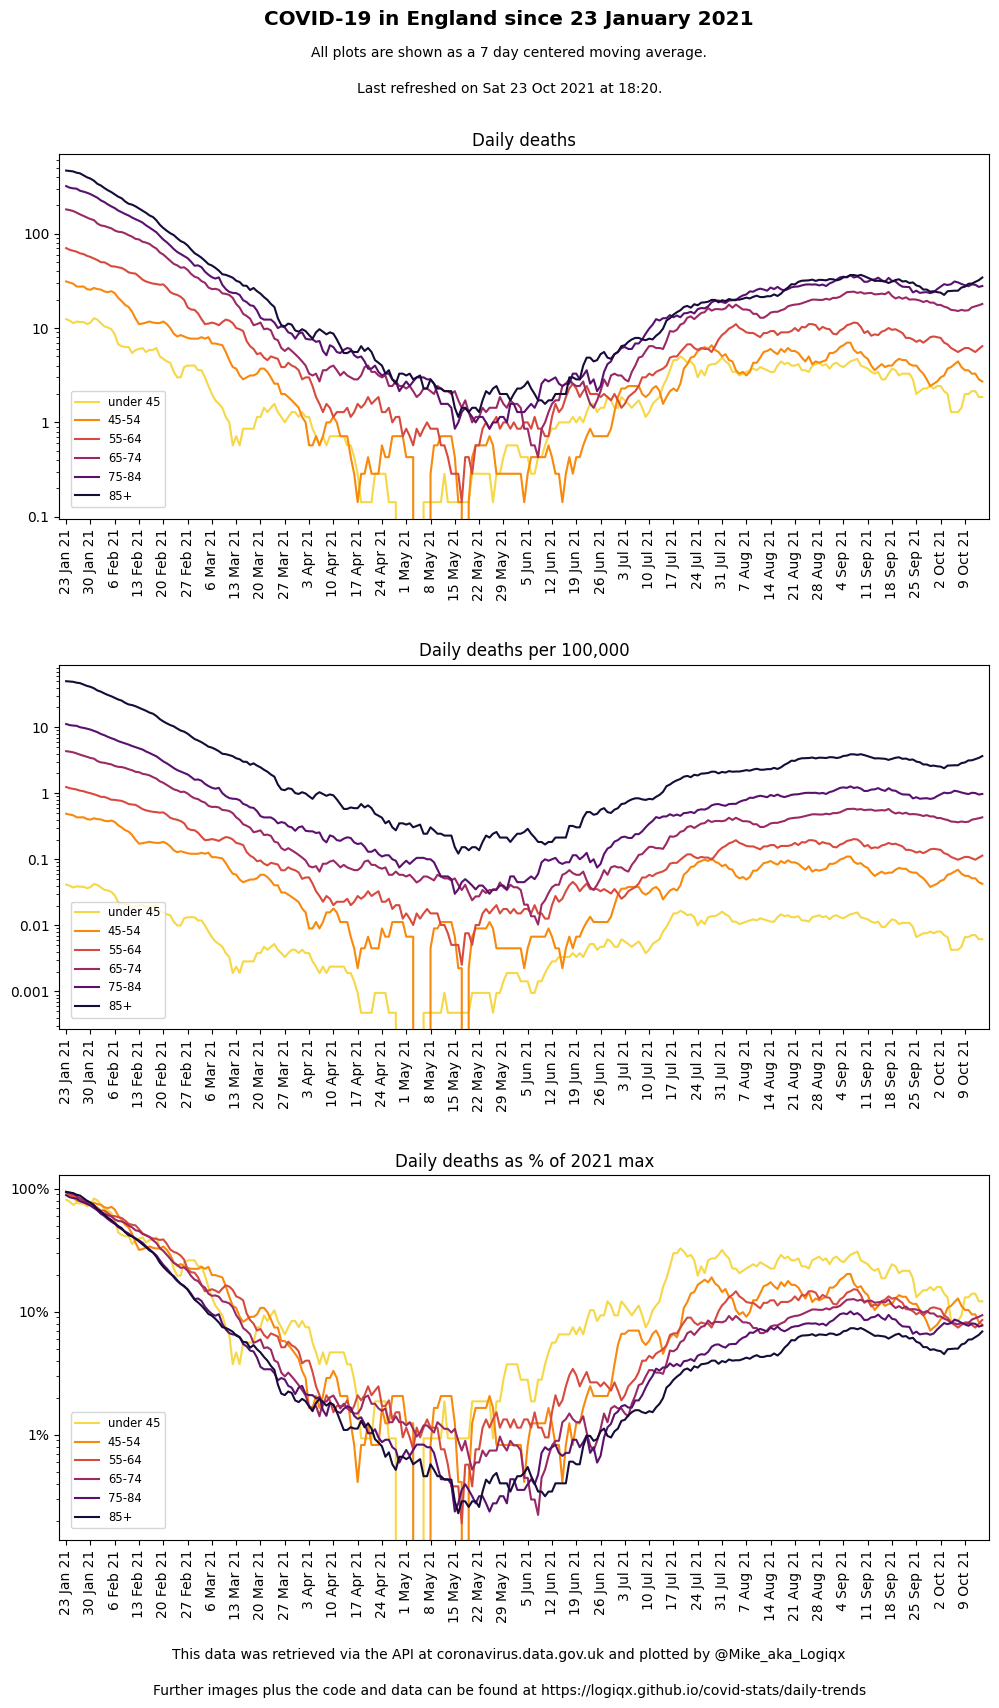 COVID-19 in England since 23 January 2021
All plots are shown as a 7 day centered moving average.
Last refreshed on Sat 23 Oct 2021 at 18:20.
Daily deaths
100
10
1
0.1
under 45
45-54
55-64
65-74
75-84
85+
23 Jan 21
30 Jan 21
6 Feb 21
13 Feb 21
20 Feb 21
27 Feb 21
6 Mar 21
13 Mar 21
20 Mar 21
27 Mar 21
3 Apr 21
10 Apr 21
17 Apr 21
24 Apr 21
1 May 21
8 May 21
15 May 21
22 May 21
29 May 21
5 Jun 21
12 Jun 21
19 Jun 21
26 Jun 21
3 Jul 21
10 Jul 21
17 Jul 21
24 Jul 21
31 Jul 21
7 Aug 21
14 Aug 21
21 Aug 21
28 Aug 21
4 Sep 21
11 Sep 21
18 Sep 21
25 Sep 21
2 Oct 21
9 Oct 21
Daily deaths per 100,000
10
1
0.1
0.01
0.001
under 45
45-54
55-64
65-74
75-84
85+
23 Jan 21
30 Jan 21
6 Feb 21
13 Feb 21
20 Feb 21
27 Feb 21
6 Mar 21
13 Mar 21
20 Mar 21
27 Mar 21
3 Apr 21
10 Apr 21
17 Apr 21
24 Apr 21
1 May 21
8 May 21
15 May 21
22 May 21
29 May 21
5 Jun 21
12 Jun 21
19 Jun 21
26 Jun 21
3 Jul 21
10 Jul 21
17 Jul 21
24 Jul 21
31 Jul 21
7 Aug 21
14 Aug 21
21 Aug 21
28 Aug 21
4 Sep 21
11 Sep 21
18 Sep 21
25 Sep 21
2 Oct 21
9 Oct 21
Daily deaths as % of 2021 max
100%
10%
1%
under 45
45-54
55-64
65-74
75-84
85+
23 Jan 21
30 Jan 21
6 Feb 21
13 Feb 21
20 Feb 21
27 Feb 21
6 Mar 21
13 Mar 21
20 Mar 21
27 Mar 21
3 Apr 21
10 Apr 21
17 Apr 21
24 Apr 21
1 May 21
8 May 21
15 May 21
22 May 21
29 May 21
5 Jun 21
12 Jun 21
19 Jun 21
26 Jun 21
3 Jul 21
10 Jul 21
17 Jul 21
24 Jul 21
31 Jul 21
7 Aug 21
14 Aug 21
21 Aug 21
28 Aug 21
4 Sep 21
11 Sep 21
18 Sep 21
25 Sep 21
2 Oct 21
9 Oct 21
This data was retrieved via the API at coronavirus.data.gov.uk and plotted by @Mike_aka_Logiqx
Further images plus the code and data can be found at https://logiqx.github.io/covid-stats/daily-trends